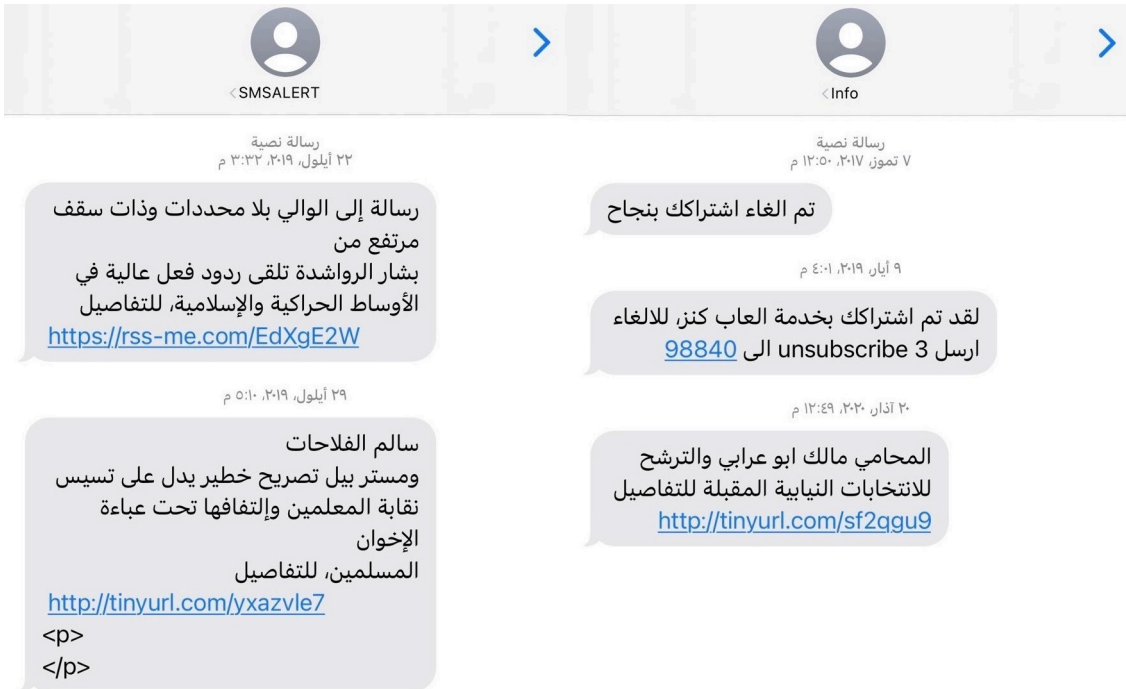 SMSALERT
رسالة نصية
٢٢ أيلول، ٢٠١٩، ٣:٣٢ م
رسالة إلى الوالي بلا محددات وذات سقف
مرتفع من
بشار الرواشدة تلقى ردود فعل عالية في
الأوساط الحراكية والإسلامية، للتفاصيل
https://rss-me.com/EdXgE2W
٢٩ أيلول، ٢٠١٩، ٥:١٠ م
سالم الفلاحات
ومستر بيل تصريح خطير يدل على تسيس
نقابة المعلمين وإلتفافها تحت عباءة
الإخوان
المسلمين، للتفاصيل
http://tinyurl.com/yxazvle7
<p>
</p>
Info
رسالة نصية
٧ تموز، ٢٠١٧، ١٢:٥٠ م
تم الغاء اشتراكك بنجاح
٩ أيار، ٢٠١٩، ٤:٠١ م
لقد تم اشتراكك بخدمة العاب كنز، للالغاء
ارسل unsubscribe 3 الى 98840
٢٠ آذار، ٢٠٢٠، ١٢:٤٩ م
المحامي مالك ابو عرابي والترشح
للانتخابات النيابية المقبلة للتفاصيل
http://tinyurl.com/sf2qgu9